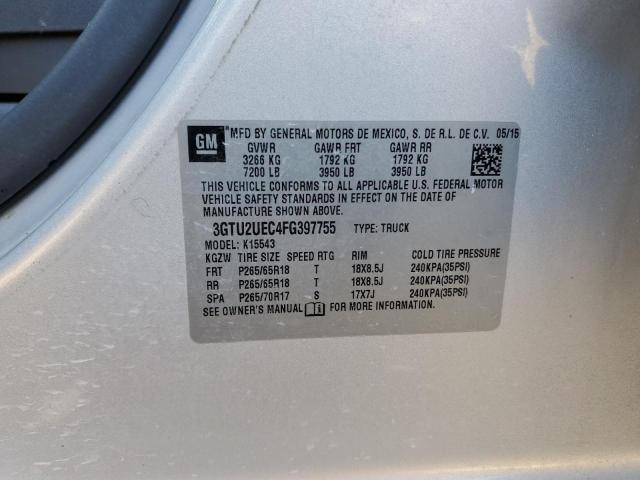 GM MFD BY GENERAL MOTORS DE MEXICO, S. DE R.L. DE C.V. 05/15
GVWR GAWR FRT GAWR RR
3266 KG 1792 KG 1792 KG
7200 LB 3950 LB 3950 LB
THIS VEHICLE CONFORMS TO ALL APPLICABLE U.S. FEDERAL MOTOR
VEHICLE SAFETY STANDARDS IN EFFECT ON THE DATE OF
MANUFACTURE SHOWN ABOVE.
3GTU2UEC4FG397755 TYPE: TRUCK
MODEL: K15543
KGZW TIRE SIZE SPEED RTG RIM COLD TIRE PRESSURE
FRT P265/65R18 T 18X8.5J 240KPA(35PSI)
RR P265/65R18 T 18X8.5J 240KPA(35PSI)
SPA P265/70R17 S 17X7J 240KPA(35PSI)
SEE OWNER'S MANUAL FOR MORE INFORMATION.